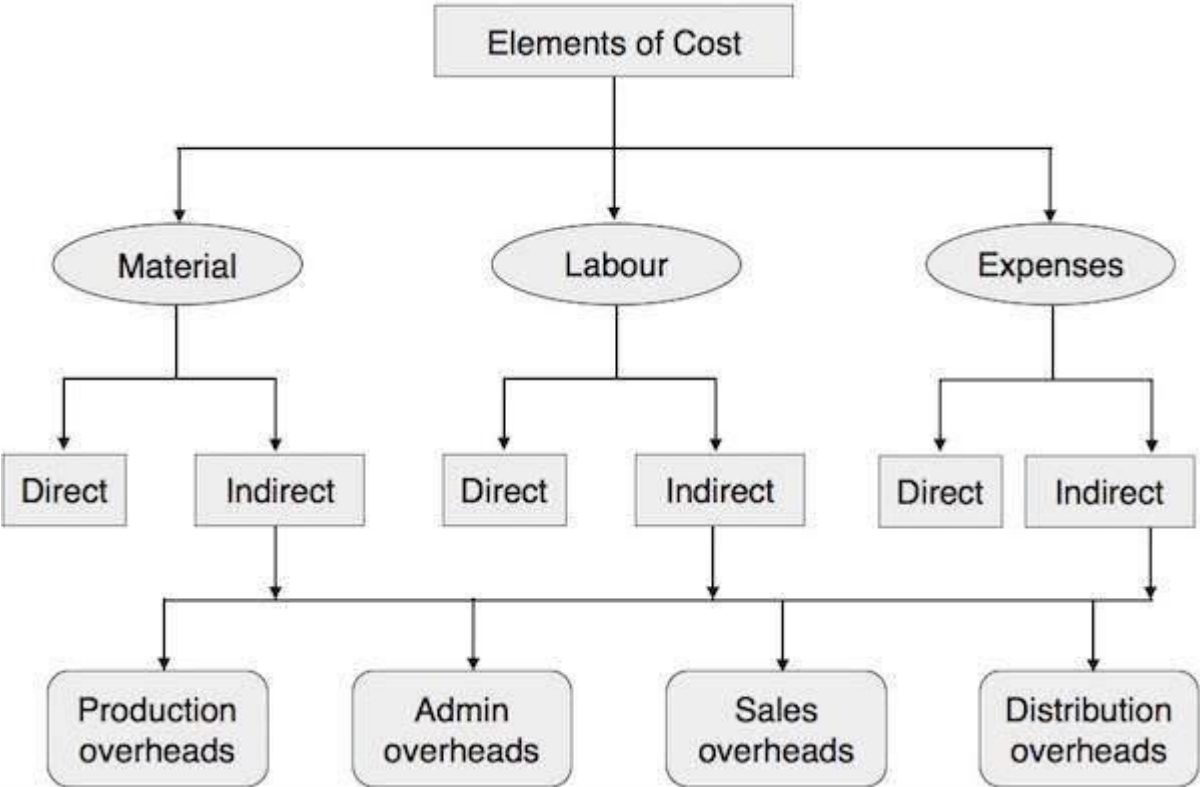 Elements of Cost
Material
Labour
Expenses
Direct
Indirect
Direct
Indirect
Direct
Indirect
Production
overheads
Admin
overheads
Sales
overheads
Distribution
overheads